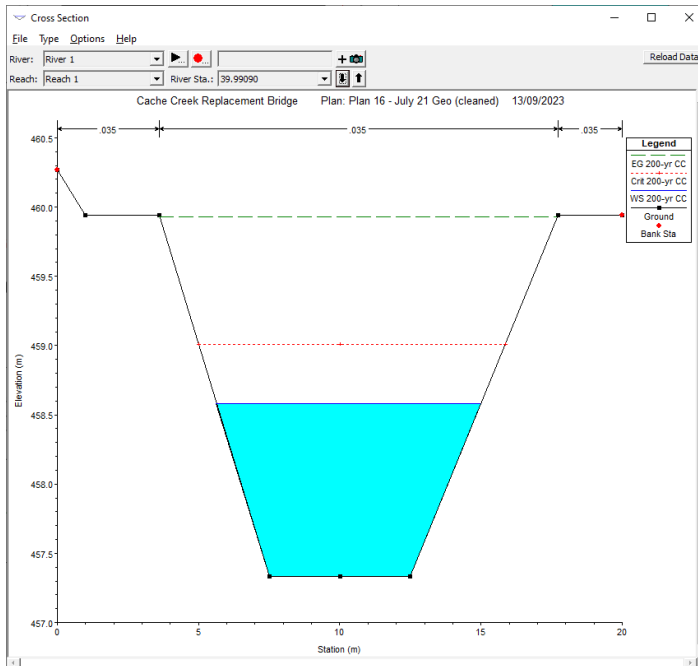 Cross Section
File Type Options Help
River: River 1
Reload Data
Reach: Reach 1 River Sta.: 39.99090
Cache Creek Replacement Bridge Plan: Plan 16 - July 21 Geo (cleaned) 13/09/2023
.035 .035 .035
Legend
EG 200-yr CC
Crit 200-yr CC
WS 200-yr CC
Ground
Bank Sta
460.5
460.0
459.5
459.0
458.5
458.0
457.5
457.0
Elevation (m)
0 5 10 15 20
Station (m)